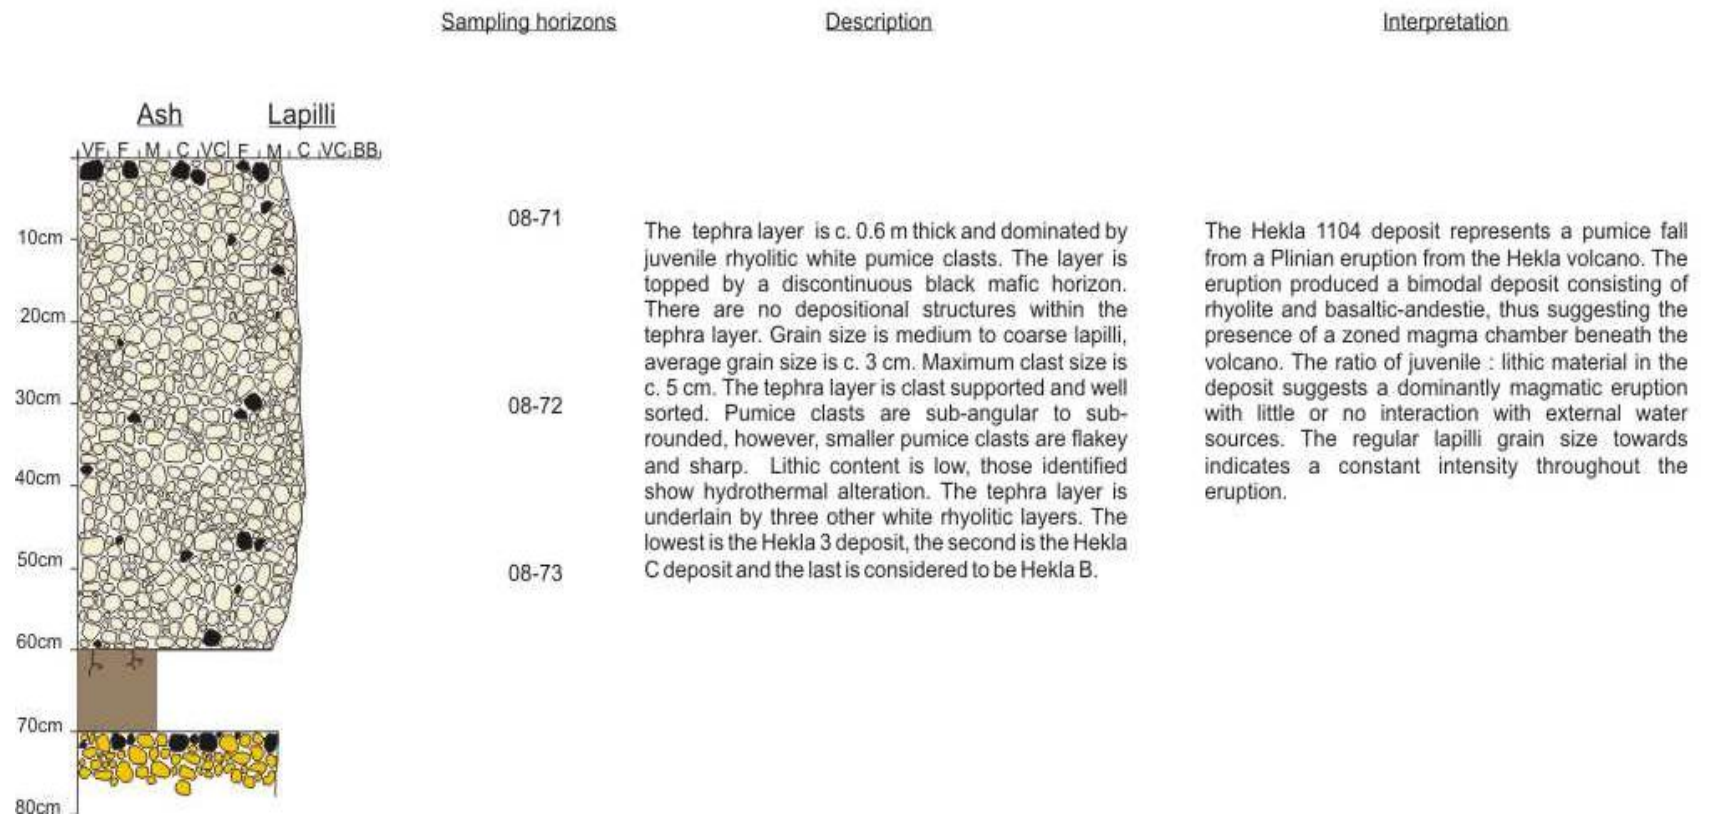 Sampling horizons
Description
Interpretation
Ash
Lapilli
VF F M C VC F M C VC BB
10cm
20cm
30cm
40cm
50cm
60cm
70cm
80cm
08-71
08-72
08-73
The tephra layer is c. 0.6 m thick and dominated by
juvenile rhyolitic white pumice clasts. The layer is
topped by a discontinuous black mafic horizon.
There are no depositional structures within the
tephra layer. Grain size is medium to coarse lapilli,
average grain size is c. 3 cm. Maximum clast size is
c. 5 cm. The tephra layer is clast supported and well
sorted. Pumice clasts are sub-angular to sub-
rounded, however, smaller pumice clasts are flakey
and sharp. Lithic content is low, those identified
show hydrothermal alteration. The tephra layer is
underlain by three other white rhyolitic layers. The
lowest is the Hekla 3 deposit, the second is the Hekla
C deposit and the last is considered to be Hekla B.
The Hekla 1104 deposit represents a pumice fall
from a Plinian eruption from the Hekla volcano. The
eruption produced a bimodal deposit consisting of
rhyolite and basaltic-andestie, thus suggesting the
presence of a zoned magma chamber beneath the
volcano. The ratio of juvenile : lithic material in the
deposit suggests a dominantly magmatic eruption
with little or no interaction with external water
sources. The regular lapilli grain size towards
indicates a constant intensity throughout the
eruption.